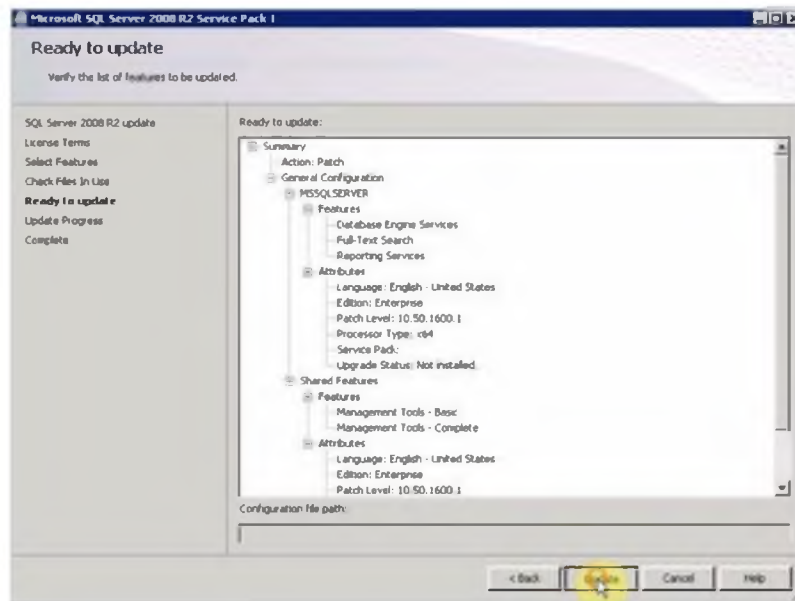 Microsoft SQL Server 2008 R2 Service Pack 1
Ready to update
Verify the list of features to be updated.
SQL Server 2008 R2 update
License Terms
Select Features
Check Files In Use
Ready to update
Update Progress
Complete
Ready to update:
Summary
Action: Patch
General Configuration
MSSQLSERVER
Features
Database Engine Services
Full-Text Search
Reporting Services
Attributes
Language: English - United States
Edition: Enterprise
Patch Level: 10.50.1600.1
Processor Type: x64
Service Pack:
Upgrade Status: Not installed.
Shared Features
Features
Management Tools - Basic
Management Tools - Complete
Attributes
Language: English - United States
Edition: Enterprise
Patch Level: 10.50.1600.1
Configuration file path:
< Back
Update
Cancel
Help